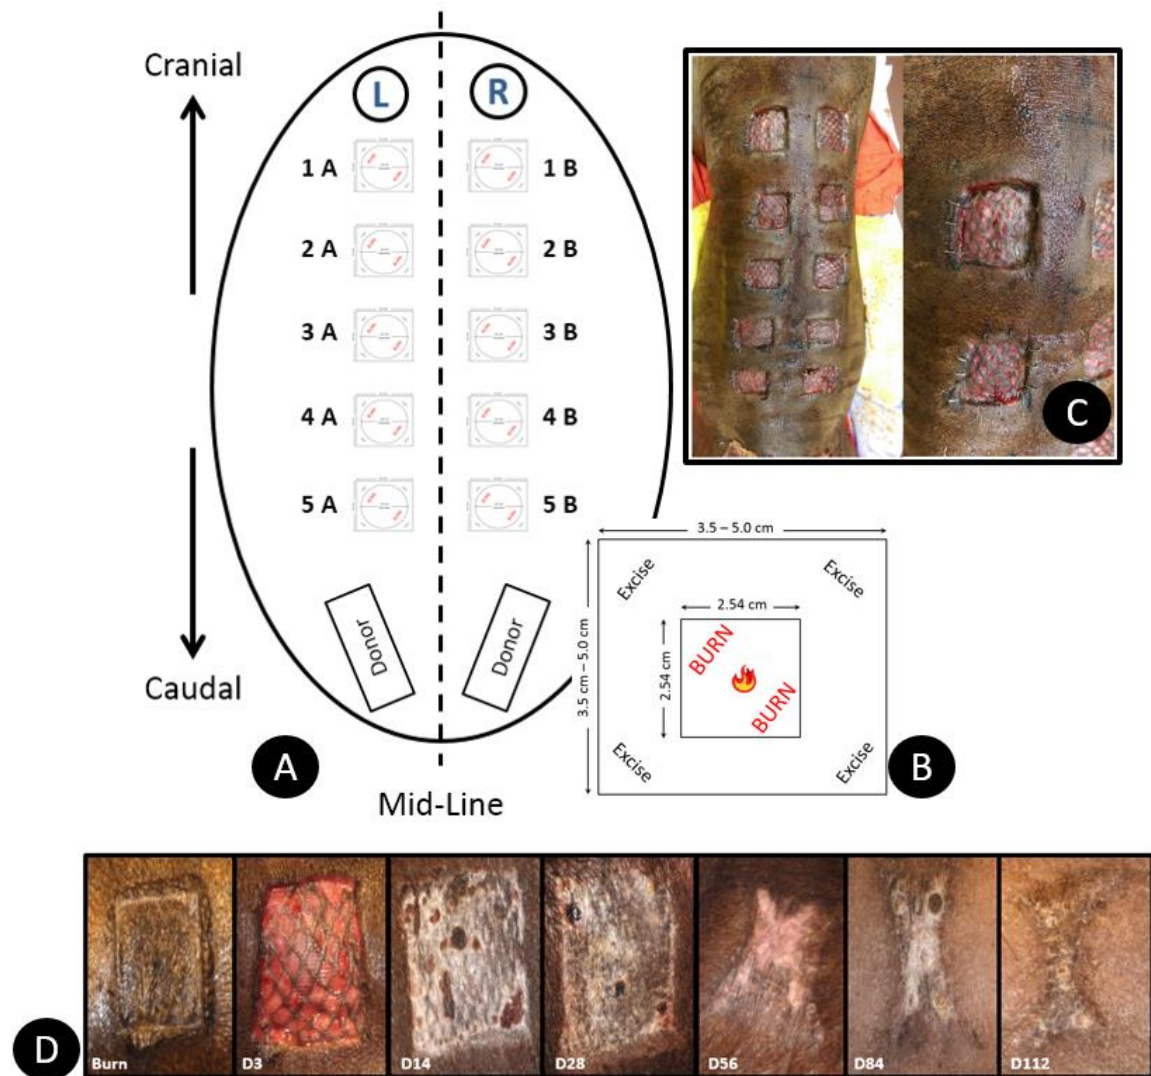 Cranial
L
R
1 A
1 B
2 A
2 B
3 A
3 B
4 A
4 B
5 A
5 B
Donor
Donor
Caudal
A
Mid-Line
C
3.5 – 5.0 cm
3.5 cm – 5.0 cm
Excise
Excise
2.54 cm
2.54 cm
BURN
BURN
Excise
Excise
B
D
Burn
D3
D14
D28
D56
D84
D112